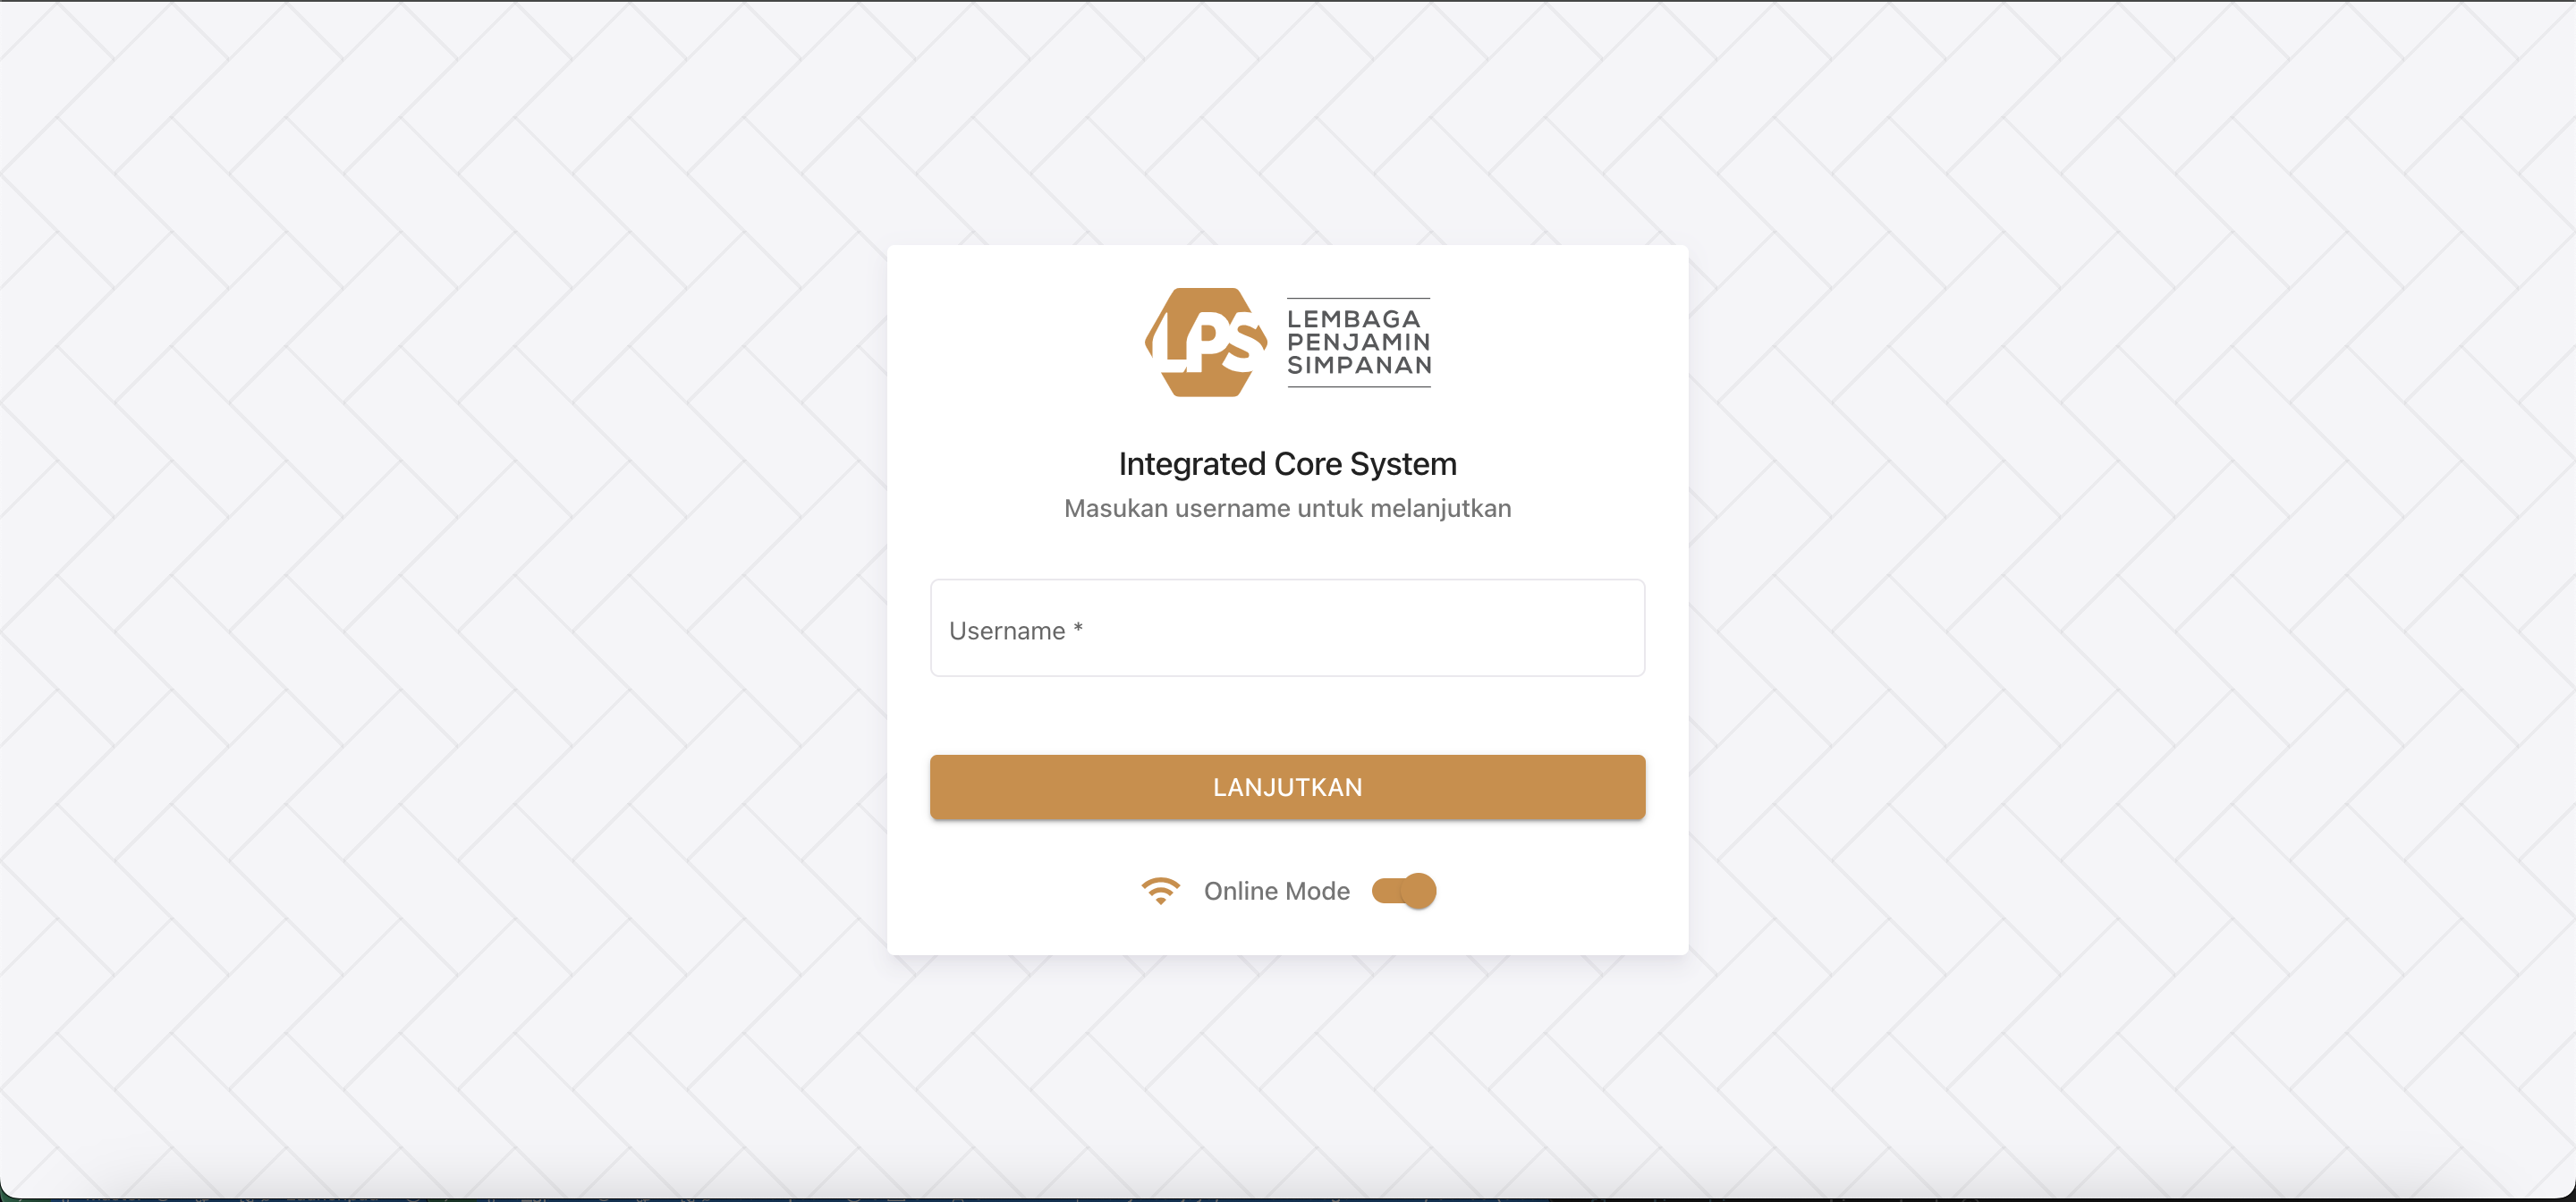 LPS
LEMBAGA
PENJAMIN
SIMPANAN
Integrated Core System
Masukan username untuk melanjutkan
Username *
LANJUTKAN
Online Mode